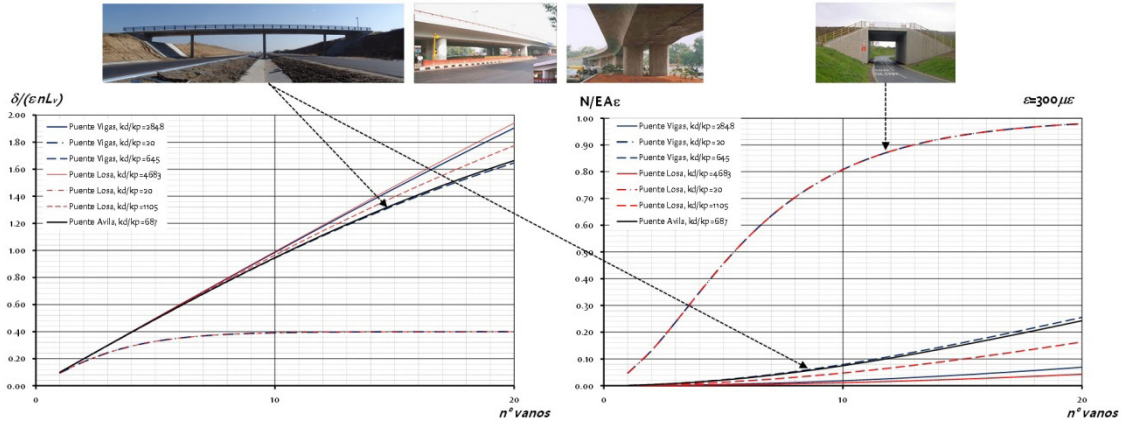 δ/(εnLᵥ)
2.00
1.80
1.60
1.40
1.20
1.00
0.80
0.60
0.40
0.20
0.00
Puente Vigas, kd/kp=2848
Puente Vigas, kd/kp=20
Puente Vigas, kd/kp=645
Puente Losa, kd/kp=4683
Puente Losa, kd/kp=20
Puente Losa, kd/kp=1105
Puente Avila, kd/kp=687
0
10
20
n° vanos
N/EAε
ε=300με
1.00
0.90
0.80
0.70
0.60
0.50
0.40
0.30
0.20
0.10
0.00
Puente Vigas, kd/kp=2848
Puente Vigas, kd/kp=20
Puente Vigas, kd/kp=645
Puente Losa, kd/kp=4683
Puente Losa, kd/kp=20
Puente Losa, kd/kp=1105
Puente Avila, kd/kp=687
0
10
20
n° vanos